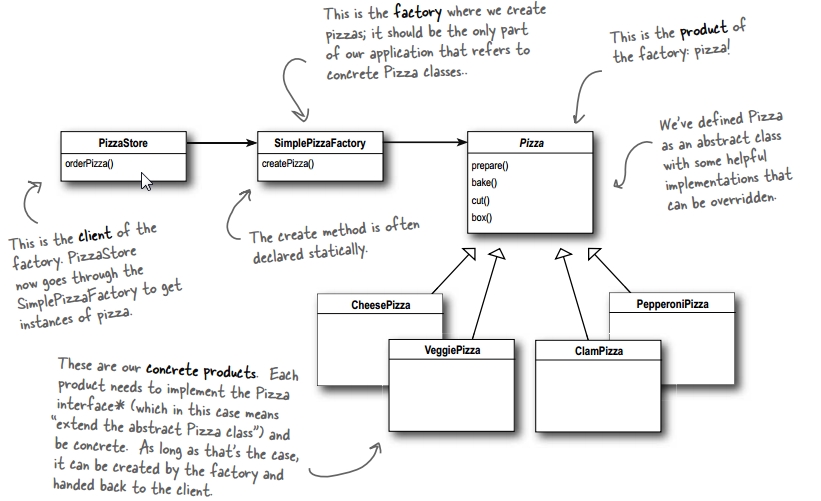 This is the factory where we create
pizzas; it should be the only part
of our application that refers to
concrete Pizza classes..
This is the product of
the factory: pizza!
PizzaStore
orderPizza()
SimplePizzaFactory
createPizza()
Pizza
prepare()
bake()
cut()
box()
We've defined Pizza
as an abstract class
with some helpful
implementations that
can be overridden.
This is the client of the
factory. PizzaStore
now goes through the
SimplePizzaFactory to get
instances of pizza.
The create method is often
declared statically.
CheesePizza
VeggiePizza
ClamPizza
PepperoniPizza
These are our concrete products. Each
product needs to implement the Pizza
interface* (which in this case means
“extend the abstract Pizza class”) and
be concrete. As long as that's the case,
it can be created by the factory and
handed back to the client.